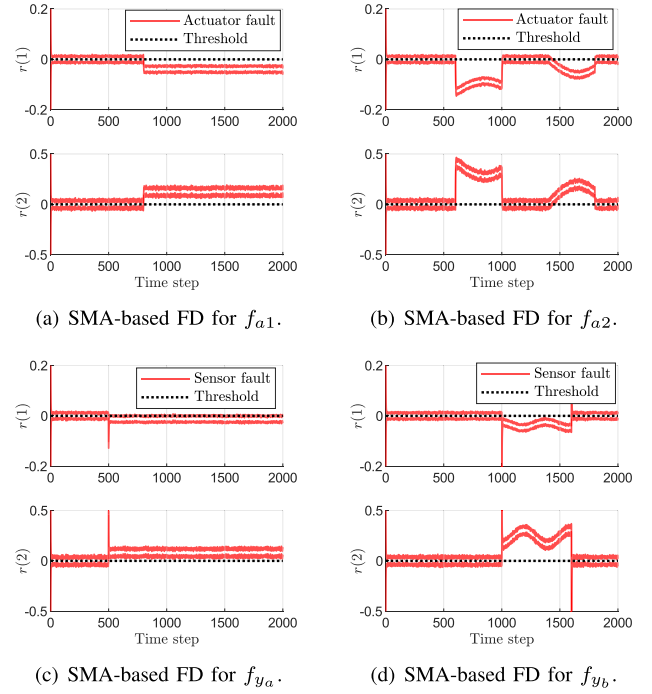 0.2
0
-0.2
r(1)
Actuator fault
Threshold
0 500 1000 1500 2000
0.5
0
-0.5
r(2)
0 500 1000 1500 2000
Time step
(a) SMA-based FD for f_{a1}.
0.2
0
-0.2
r(1)
Actuator fault
Threshold
0 500 1000 1500 2000
0.5
0
-0.5
r(2)
0 500 1000 1500 2000
Time step
(b) SMA-based FD for f_{a2}.
0.2
0
-0.2
r(1)
Sensor fault
Threshold
0 500 1000 1500 2000
0.5
0
-0.5
r(2)
0 500 1000 1500 2000
Time step
(c) SMA-based FD for f_{y_a}.
0.2
0
-0.2
r(1)
Sensor fault
Threshold
0 500 1000 1500 2000
0.5
0
-0.5
r(2)
0 500 1000 1500 2000
Time step
(d) SMA-based FD for f_{y_b}.